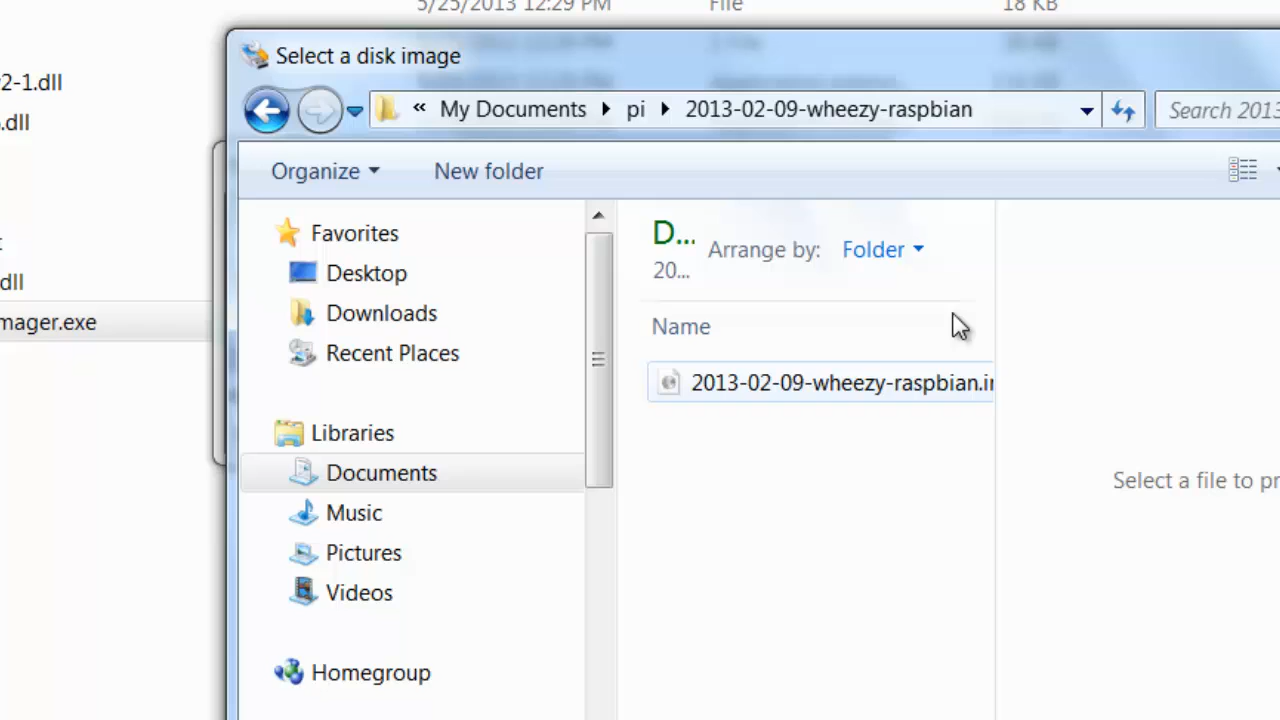 5/25/2013 12:29 PM File 18 KB
2-1.dll
.dll
dll
mager.exe
Select a disk image
« My Documents pi 2013-02-09-wheezy-raspbian
Search 2013
Organize New folder
Favorites
Desktop
Downloads
Recent Places
Libraries
Documents
Music
Pictures
Videos
Homegroup
D...
20...
Arrange by: Folder
Name
2013-02-09-wheezy-raspbian.i
Select a file to pr